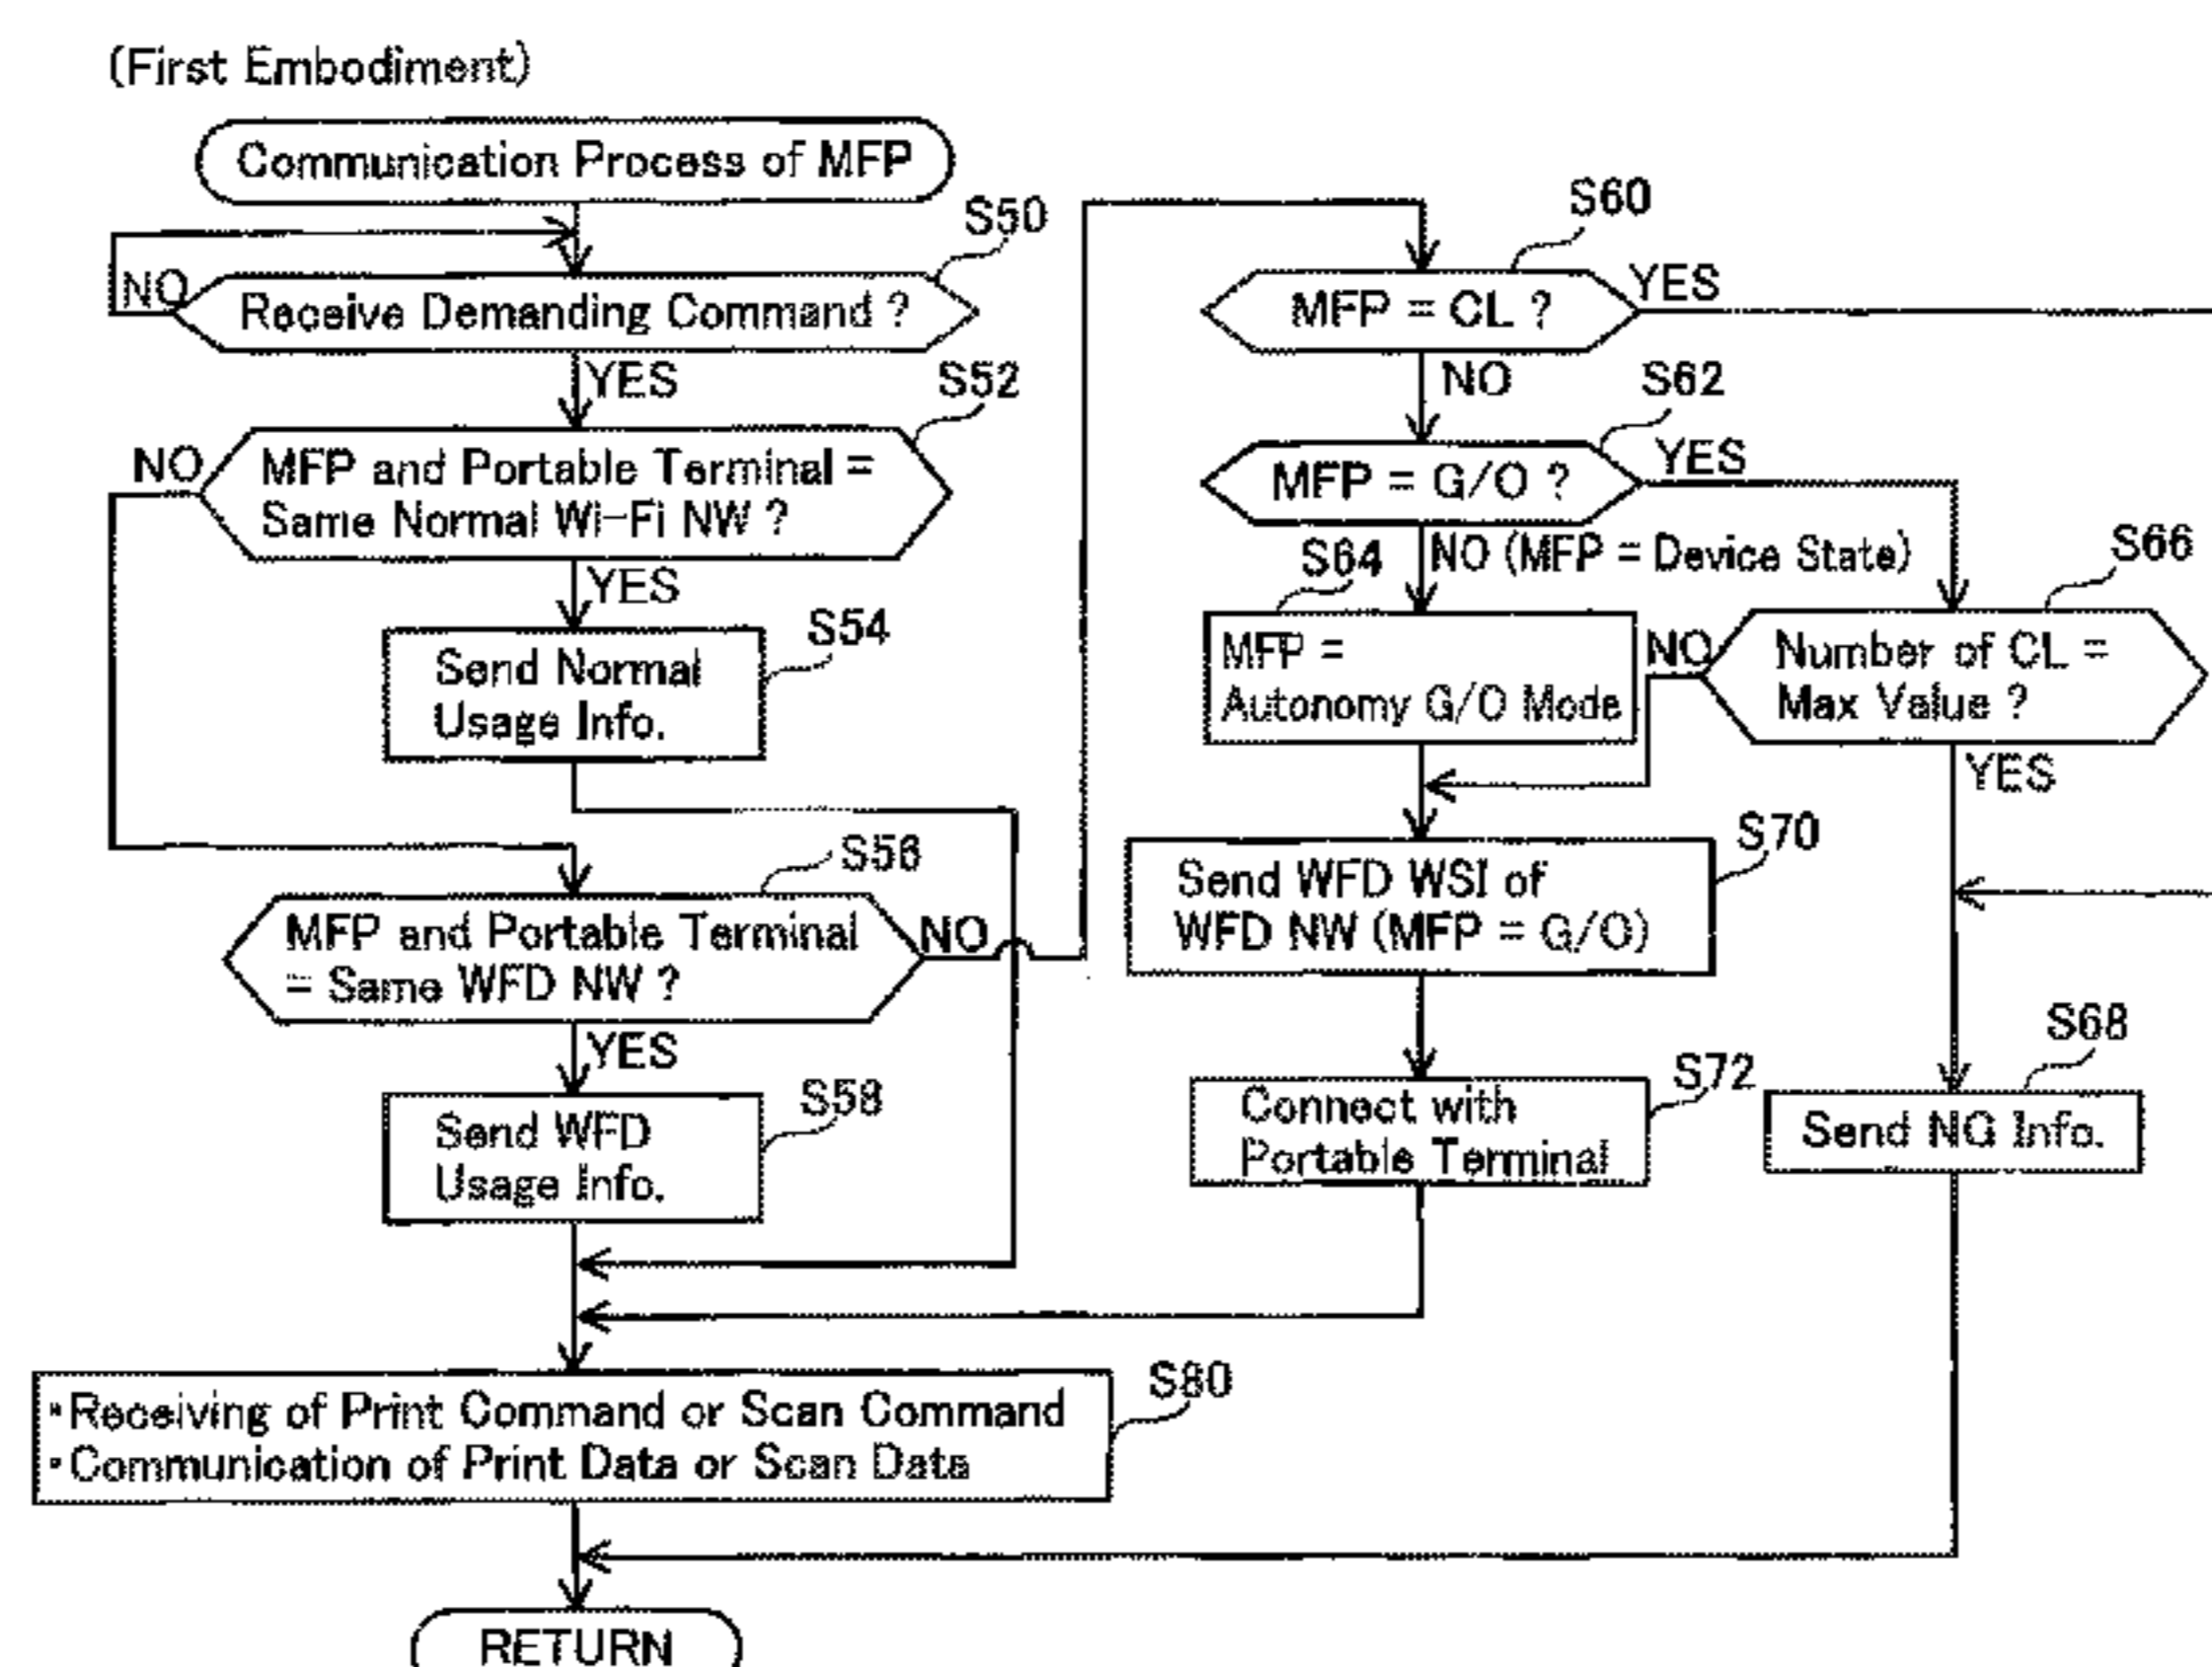 (First Embodiment)
Communication Process of MFP
S50
NO
Receive Demanding Command ?
YES
S52
NO
MFP and Portable Terminal =
Same Normal Wi-Fi NW ?
YES
S54
Send Normal
Usage Info.
S56
MFP and Portable Terminal
= Same WFD NW ?
NO
YES
S58
Send WFD
Usage Info.
S60
MFP = CL ?
YES
NO
S62
MFP = G/O ?
YES
NO (MFP = Device State)
S64
MFP =
Autonomy G/O Mode
S66
NO
Number of CL =
Max Value ?
YES
S70
Send WFD WSI of
WFD NW (MFP = G/O)
S72
Connect with
Portable Terminal
S68
Send NG Info.
S80
・Receiving of Print Command or Scan Command
・Communication of Print Data or Scan Data
RETURN